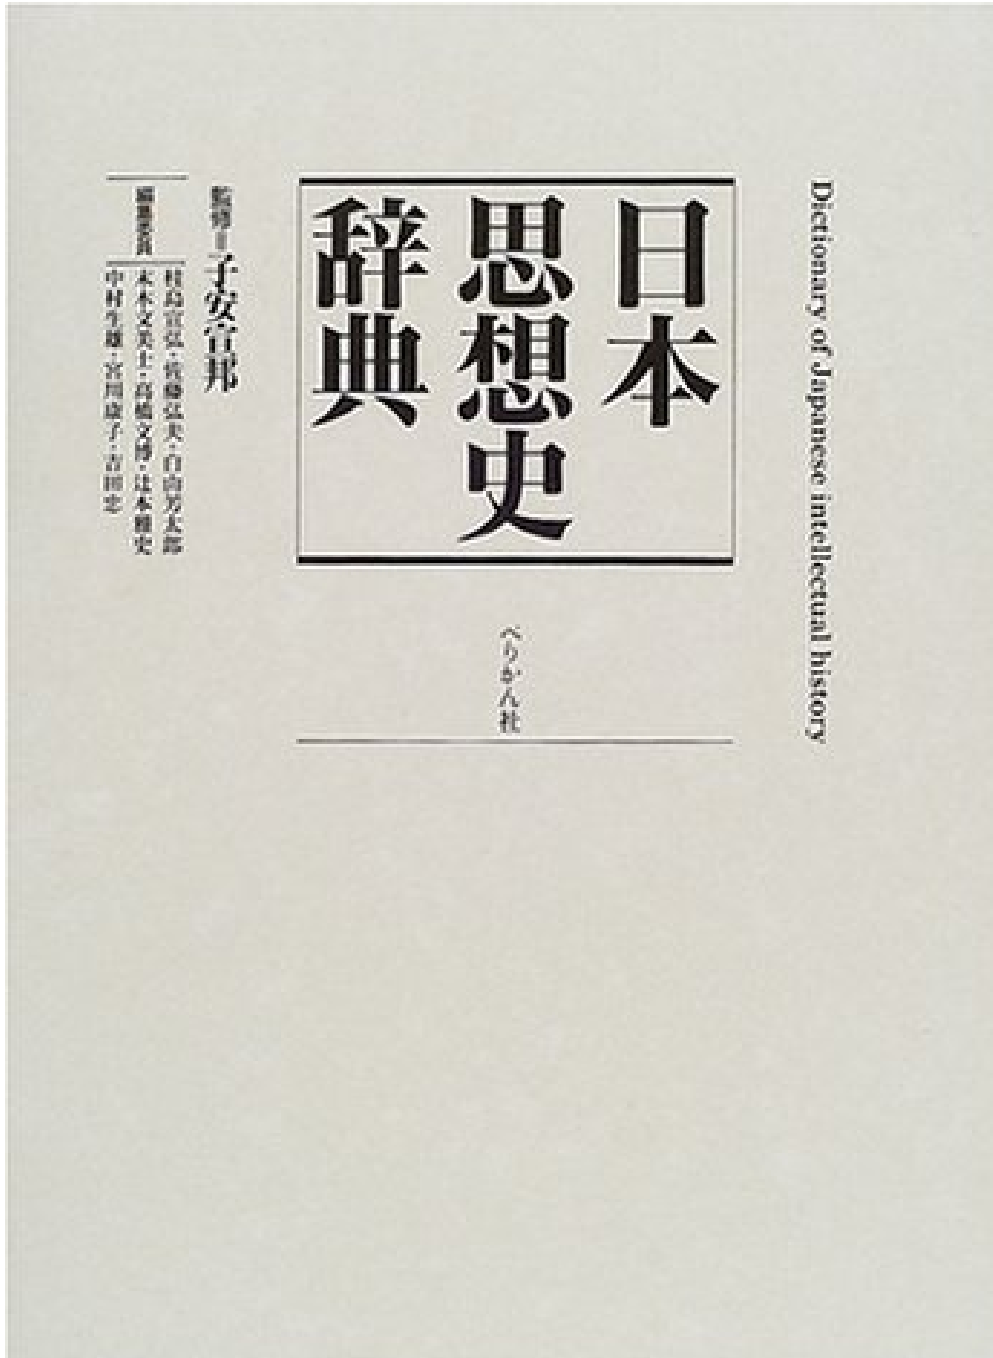 Dictionary of Japanese intellectual history
日本
思想史
辞典
ぺりかん社
監修＝子安宣邦
編集委員
桂島宣弘・佐藤弘夫・白山芳太郎
末木文美士・高橋文博・辻本雅史
中村生雄・宮川康子・吉田忠